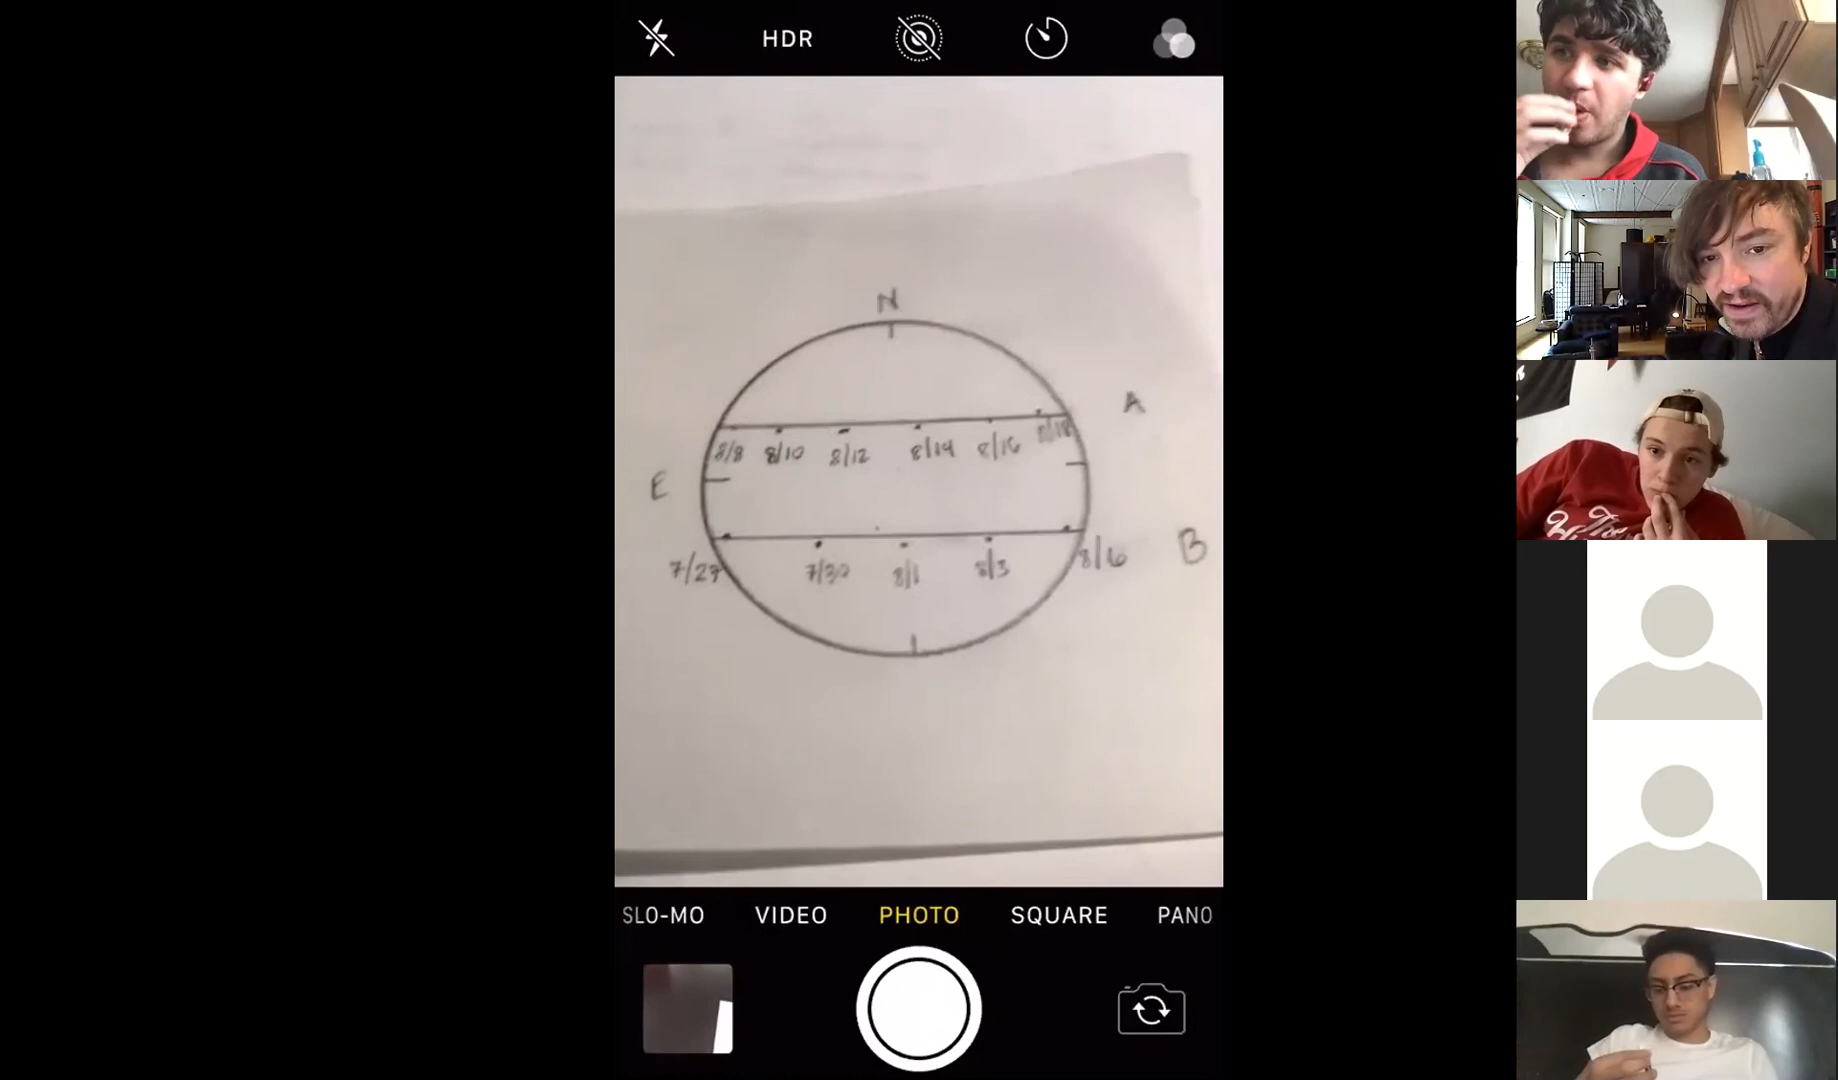 HDR
N
A
8/8 8/10 8/12 8/14 8/16 8/18
E
B
7/27 7/30 8/1 8/3 8/6
SLO-MO VIDEO PHOTO SQUARE PANO
The